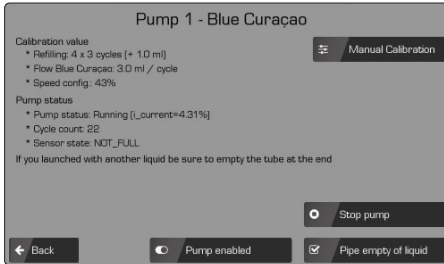 Pump 1 - Blue Curaçao
Calibration value
* Refilling: 4 x 3 cycles (+ 1.0 ml)
* Flow Blue Curaçao: 3.0 ml / cycle
* Speed config.: 43%
Manual Calibration
Pump status
* Pump status: Running (i_current=4.31%)
* Cycle count: 22
* Sensor state: NOT_FULL
If you launched with another liquid be sure to empty the tube at the end
Stop pump
Back
Pump enabled
Pipe empty of liquid